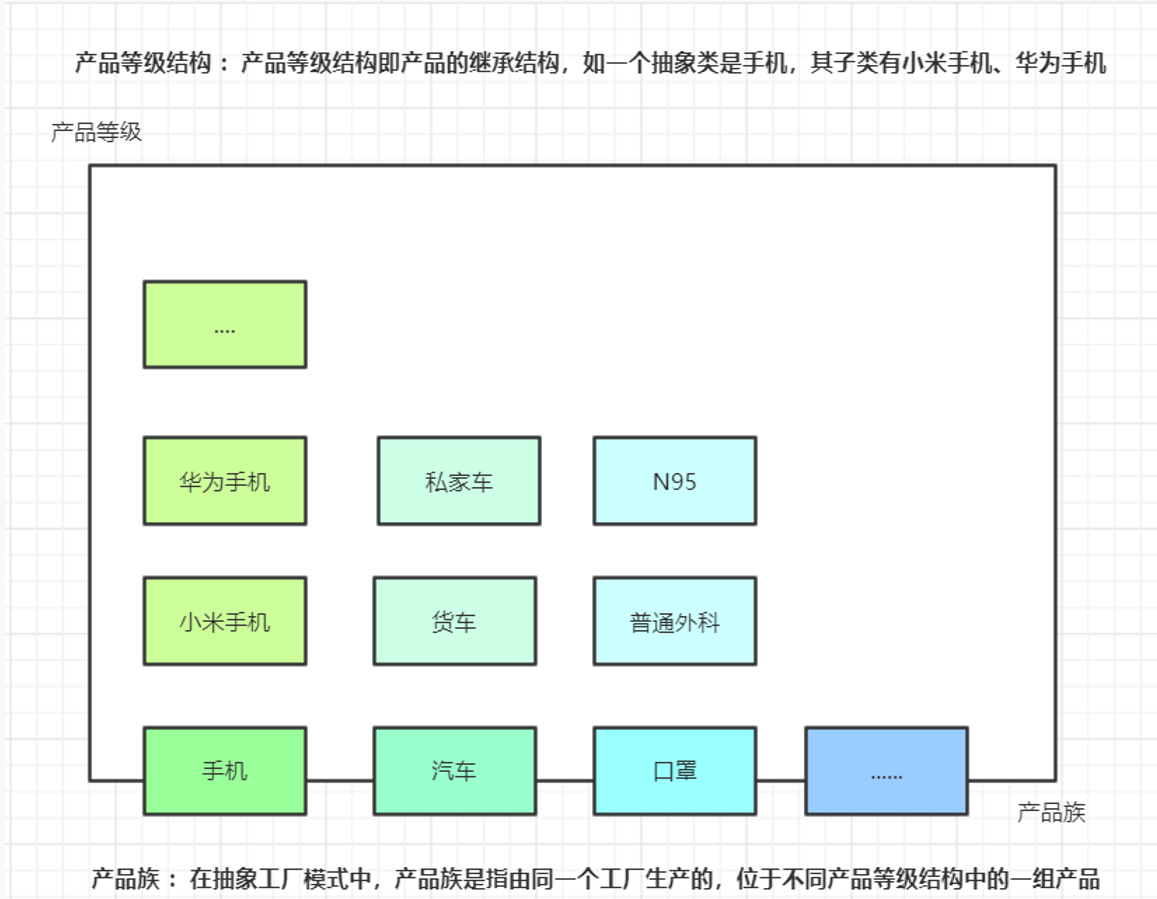 产品等级结构 ：产品等级结构即产品的继承结构，如一个抽象类是手机，其子类有小米手机、华为手机
产品等级
....
华为手机
私家车
N95
小米手机
货车
普通外科
手机
汽车
口罩
......
产品族
产品族 ：在抽象工厂模式中，产品族是指由同一个工厂生产的，位于不同产品等级结构中的一组产品